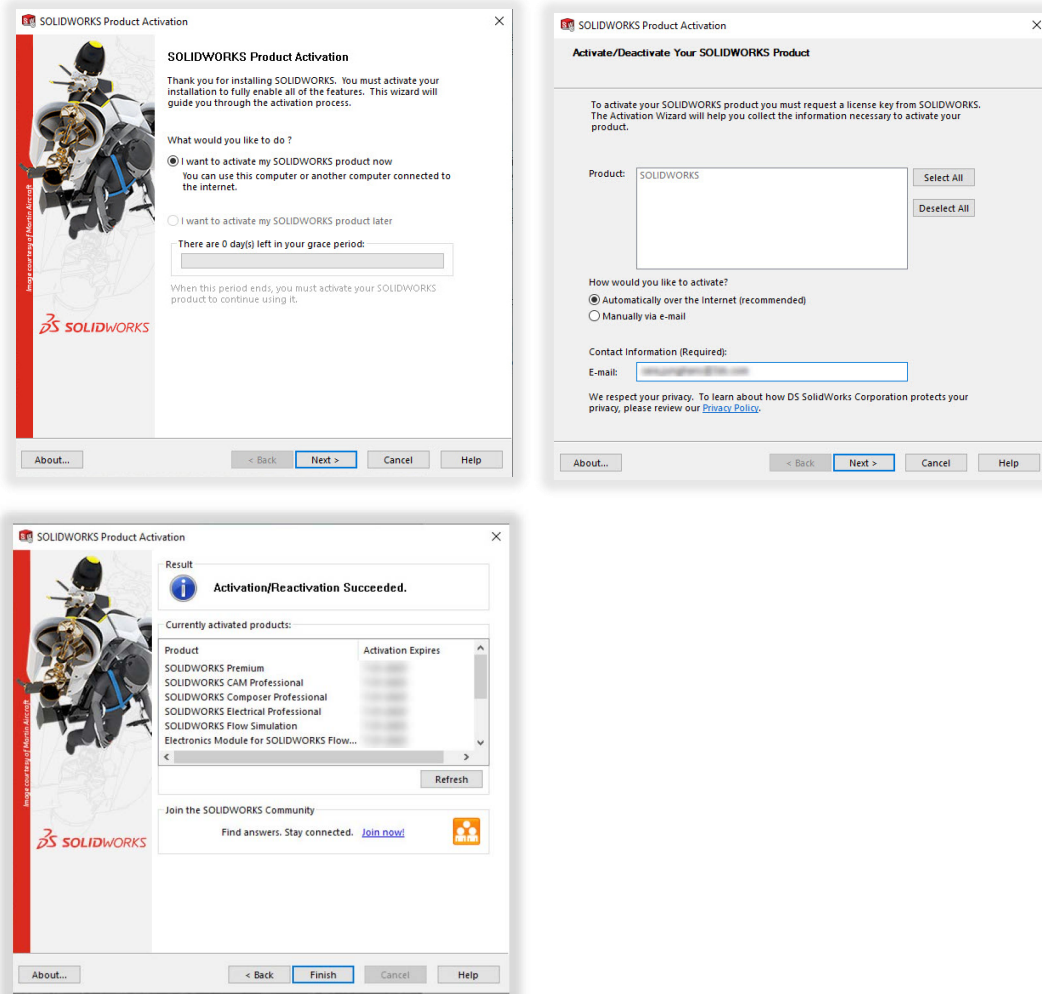 SOLIDWORKS Product Activation
SOLIDWORKS Product Activation
Thank you for installing SOLIDWORKS. You must activate your
installation to fully enable all of the features. This wizard will
guide you through the activation process.
What would you like to do ?
I want to activate my SOLIDWORKS product now
You can use this computer or another computer connected to
the internet.
I want to activate my SOLIDWORKS product later
There are 0 day(s) left in your grace period:
When this period ends, you must activate your SOLIDWORKS
product to continue using it.
Image courtesy of Martin Aircraft
SOLIDWORKS
About...
< Back
Next >
Cancel
Help
SOLIDWORKS Product Activation
Activate/Deactivate Your SOLIDWORKS Product
To activate your SOLIDWORKS product you must request a license key from SOLIDWORKS.
The Activation Wizard will help you collect the information necessary to activate your
product.
Product:
SOLIDWORKS
Select All
Deselect All
How would you like to activate?
Automatically over the Internet (recommended)
Manually via e-mail
Contact Information (Required):
E-mail:
We respect your privacy. To learn about how DS SolidWorks Corporation protects your
privacy, please review our Privacy Policy.
About...
< Back
Next >
Cancel
Help
SOLIDWORKS Product Activation
Result
Activation/Reactivation Succeeded.
Currently activated products:
Product Activation Expires
SOLIDWORKS Premium
SOLIDWORKS CAM Professional
SOLIDWORKS Composer Professional
SOLIDWORKS Electrical Professional
SOLIDWORKS Flow Simulation
Electronics Module for SOLIDWORKS Flow...
Refresh
Join the SOLIDWORKS Community
Find answers. Stay connected. Join now!
Image courtesy of Martin Aircraft
SOLIDWORKS
About...
< Back
Finish
Cancel
Help